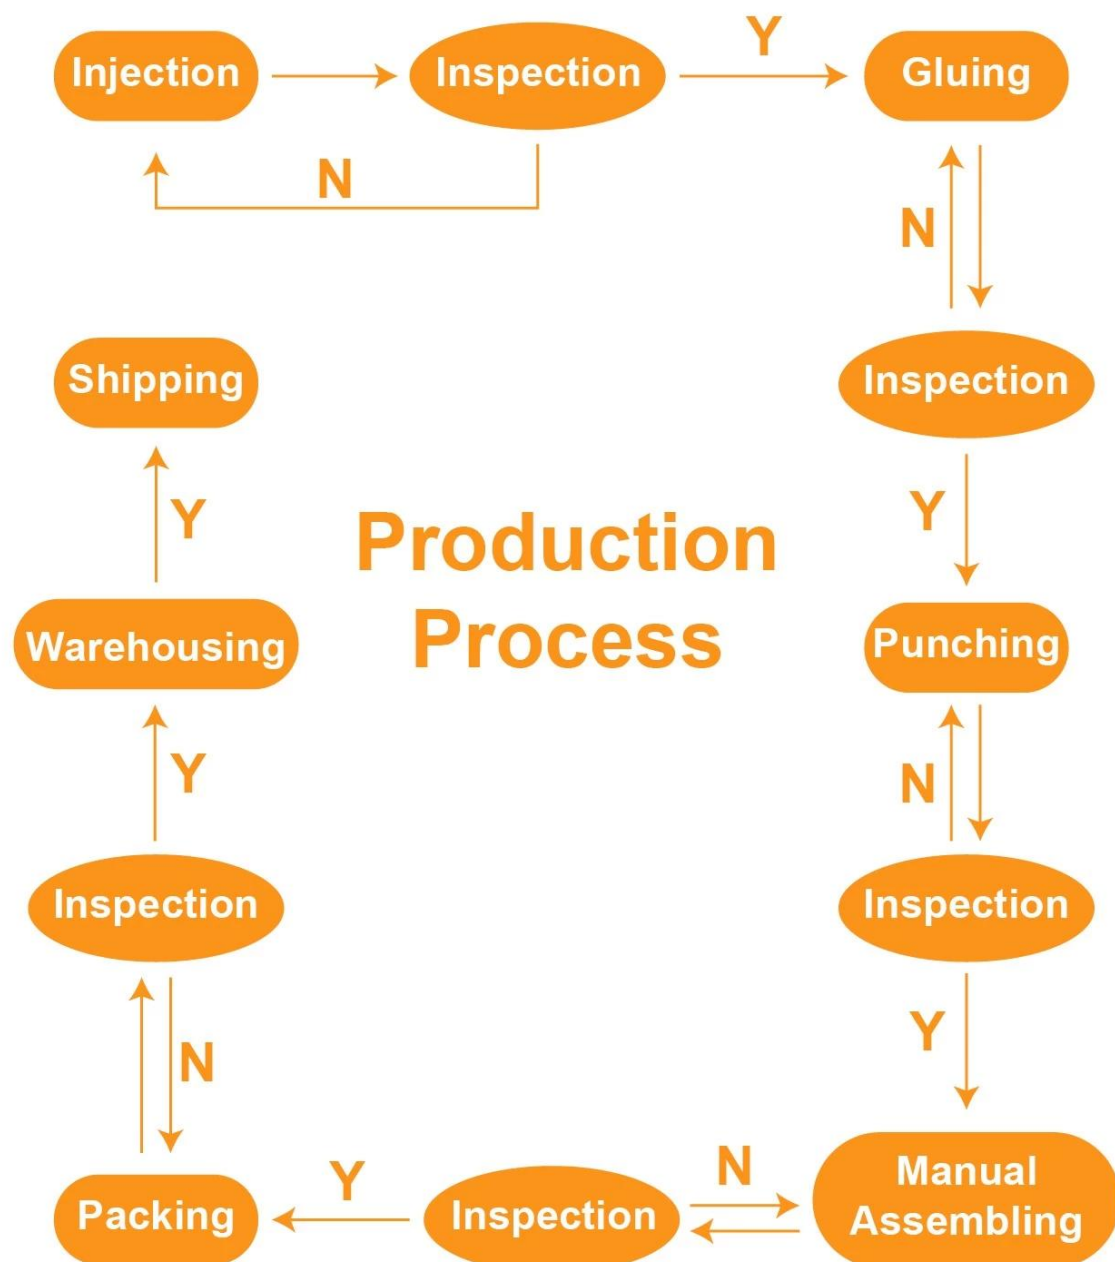 Injection
Inspection
Y
Gluing
N
N
Inspection
Y
Punching
N
Inspection
Y
Manual
Assembling
N
Inspection
Y
Packing
N
Inspection
Y
Warehousing
Y
Shipping
Production
Process